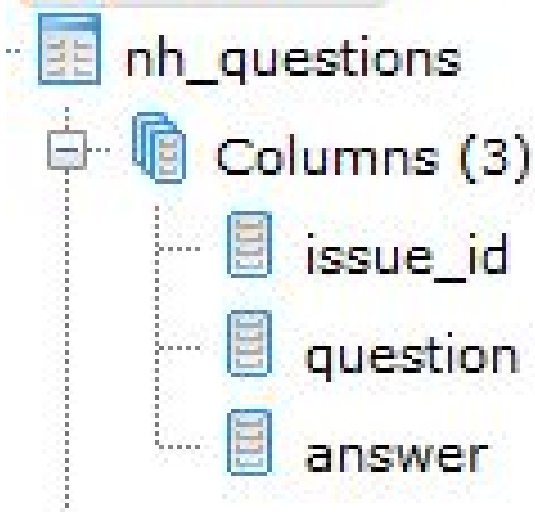 nh_questions
Columns (3)
issue_id
question
answer